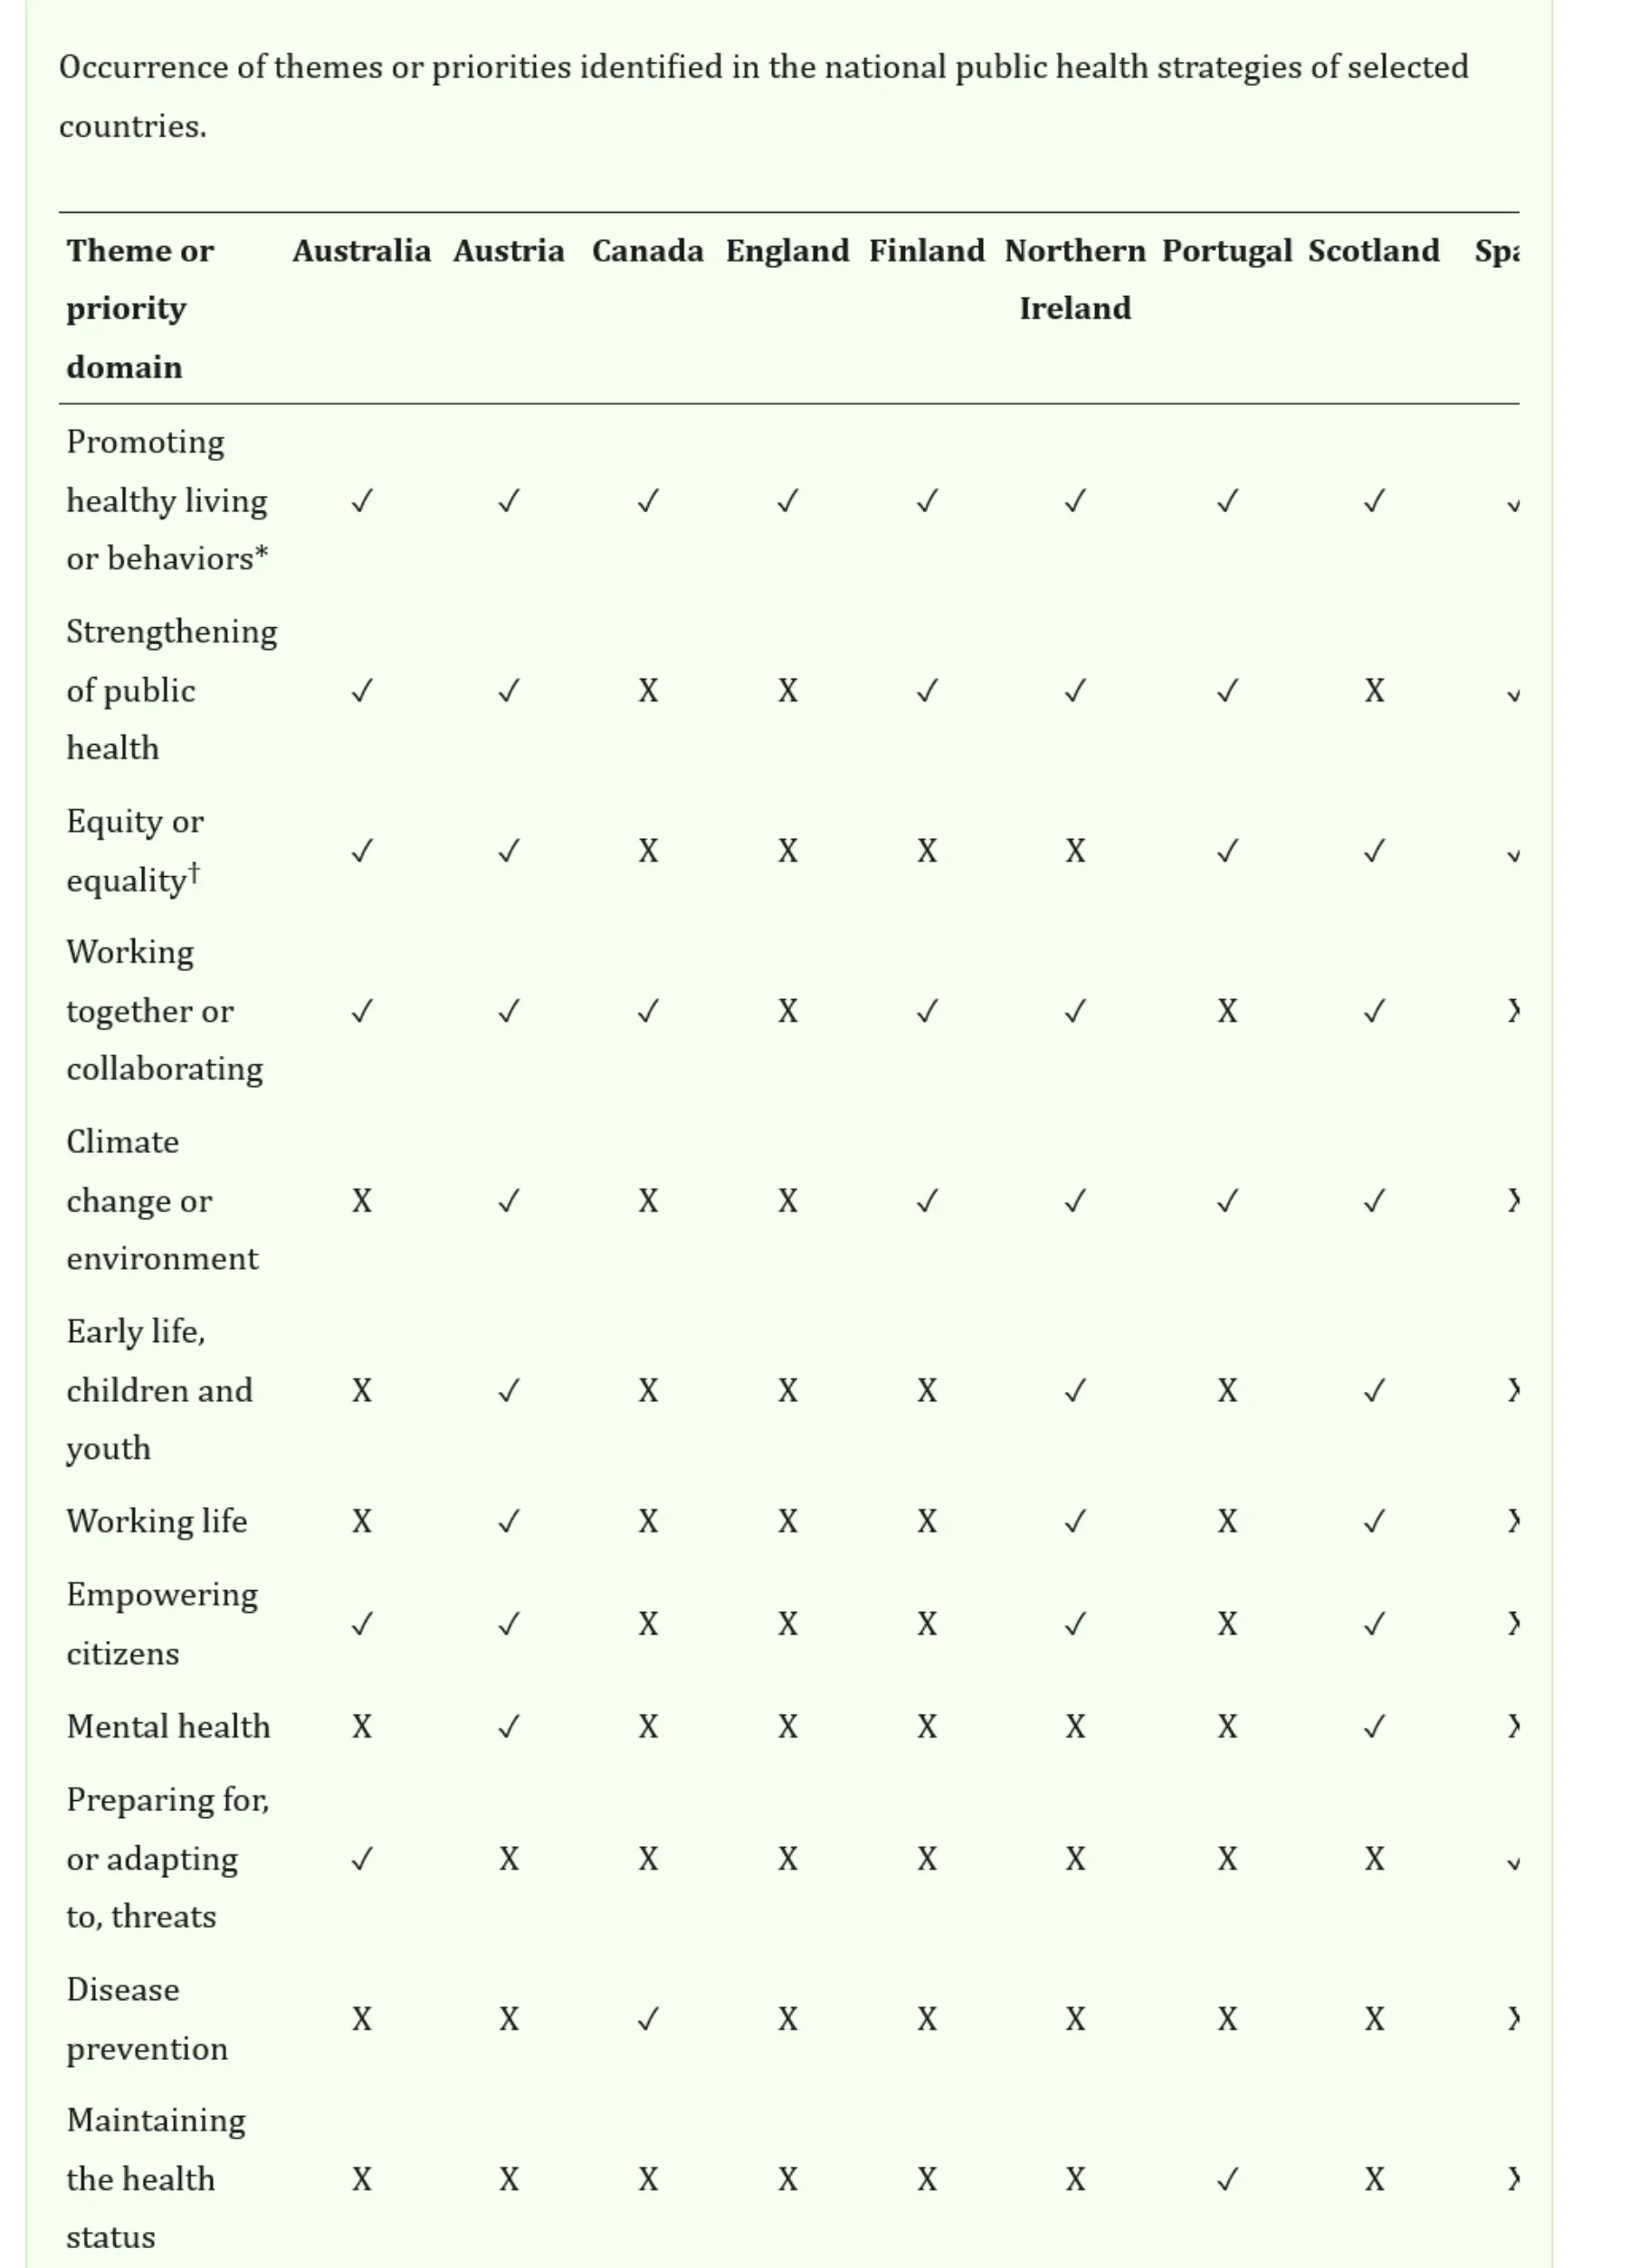 Occurrence of themes or priorities identified in the national public health strategies of selected
countries.
Theme or priority domain Australia Austria Canada England Finland Northern Ireland Portugal Scotland
Promoting healthy living or behaviors* ✓ ✓ ✓ ✓ ✓ ✓ ✓ ✓ ✓
Strengthening of public health ✓ ✓ X X ✓ ✓ ✓ X ✓
Equity or equality† ✓ ✓ X X X X ✓ ✓ ✓
Working together or collaborating ✓ ✓ ✓ X ✓ ✓ X ✓ X
Climate change or environment X ✓ X X ✓ ✓ ✓ ✓ X
Early life, children and youth X ✓ X X X ✓ X ✓ X
Working life X ✓ X X X ✓ X ✓ X
Empowering citizens ✓ ✓ X X X ✓ X ✓ X
Mental health X ✓ X X X X X ✓ X
Preparing for, or adapting to, threats ✓ X X X X X X X ✓
Disease prevention X X ✓ X X X X X X
Maintaining the health status X X X X X X ✓ X X